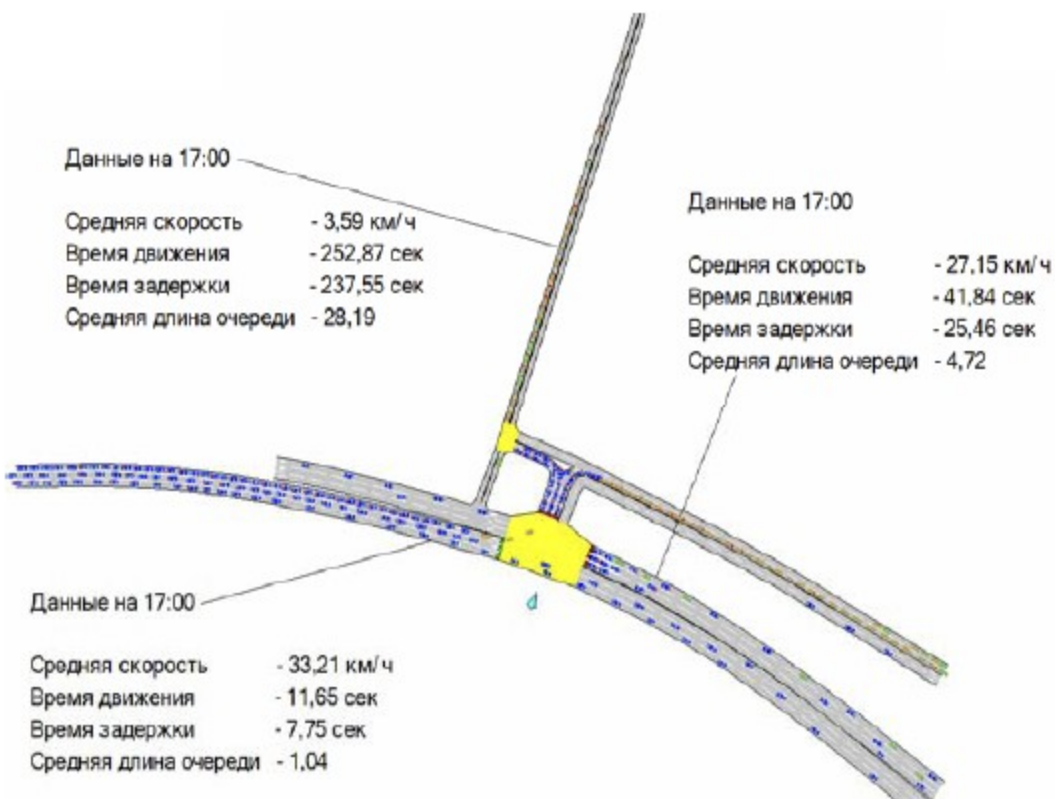 Данные на 17:00
Средняя скорость - 3,59 км/ч
Время движения - 252,87 сек
Время задержки - 237,55 сек
Средняя длина очереди - 28,19
Данные на 17:00
Средняя скорость - 27,15 км/ч
Время движения - 41,84 сек
Время задержки - 25,46 сек
Средняя длина очереди - 4,72
Данные на 17:00
Средняя скорость - 33,21 км/ч
Время движения - 11,65 сек
Время задержки - 7,75 сек
Средняя длина очереди - 1,04